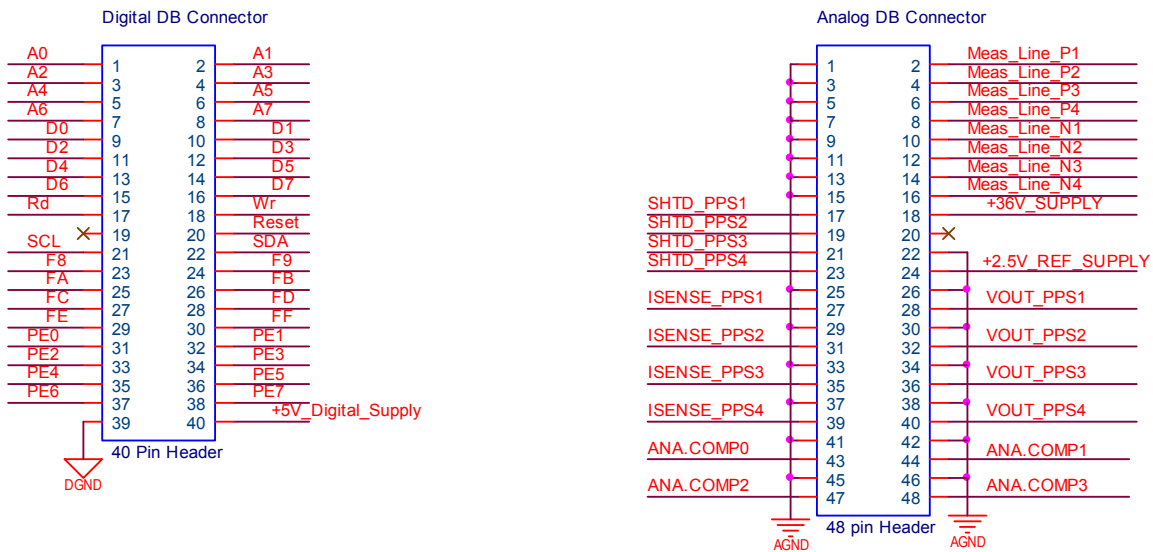 Digital DB Connector
A0 1 2 A1
A2 3 4 A3
A4 5 6 A5
A6 7 8 A7
D0 9 10 D1
D2 11 12 D3
D4 13 14 D5
D6 15 16 D7
Rd 17 18 Wr
19 20 Reset
SCL 21 22 SDA
F8 23 24 F9
FA 25 26 FB
FC 27 28 FD
FE 29 30 FF
PE0 31 32 PE1
PE2 33 34 PE3
PE4 35 36 PE5
PE6 37 38 PE7
39 40 +5V_Digital_Supply
40 Pin Header
DGND
Analog DB Connector
1 2 Meas_Line_P1
3 4 Meas_Line_P2
5 6 Meas_Line_P3
7 8 Meas_Line_P4
9 10 Meas_Line_N1
11 12 Meas_Line_N2
13 14 Meas_Line_N3
15 16 Meas_Line_N4
SHTD_PPS1 17 18 +36V_SUPPLY
SHTD_PPS2 19 20
SHTD_PPS3 21 22
SHTD_PPS4 23 24 +2.5V_REF_SUPPLY
25 26
ISENSE_PPS1 27 28 VOUT_PPS1
29 30
ISENSE_PPS2 31 32 VOUT_PPS2
33 34
ISENSE_PPS3 35 36 VOUT_PPS3
37 38
ISENSE_PPS4 39 40 VOUT_PPS4
41 42
ANA.COMP0 43 44 ANA.COMP1
45 46
ANA.COMP2 47 48 ANA.COMP3
48 pin Header
AGND
AGND